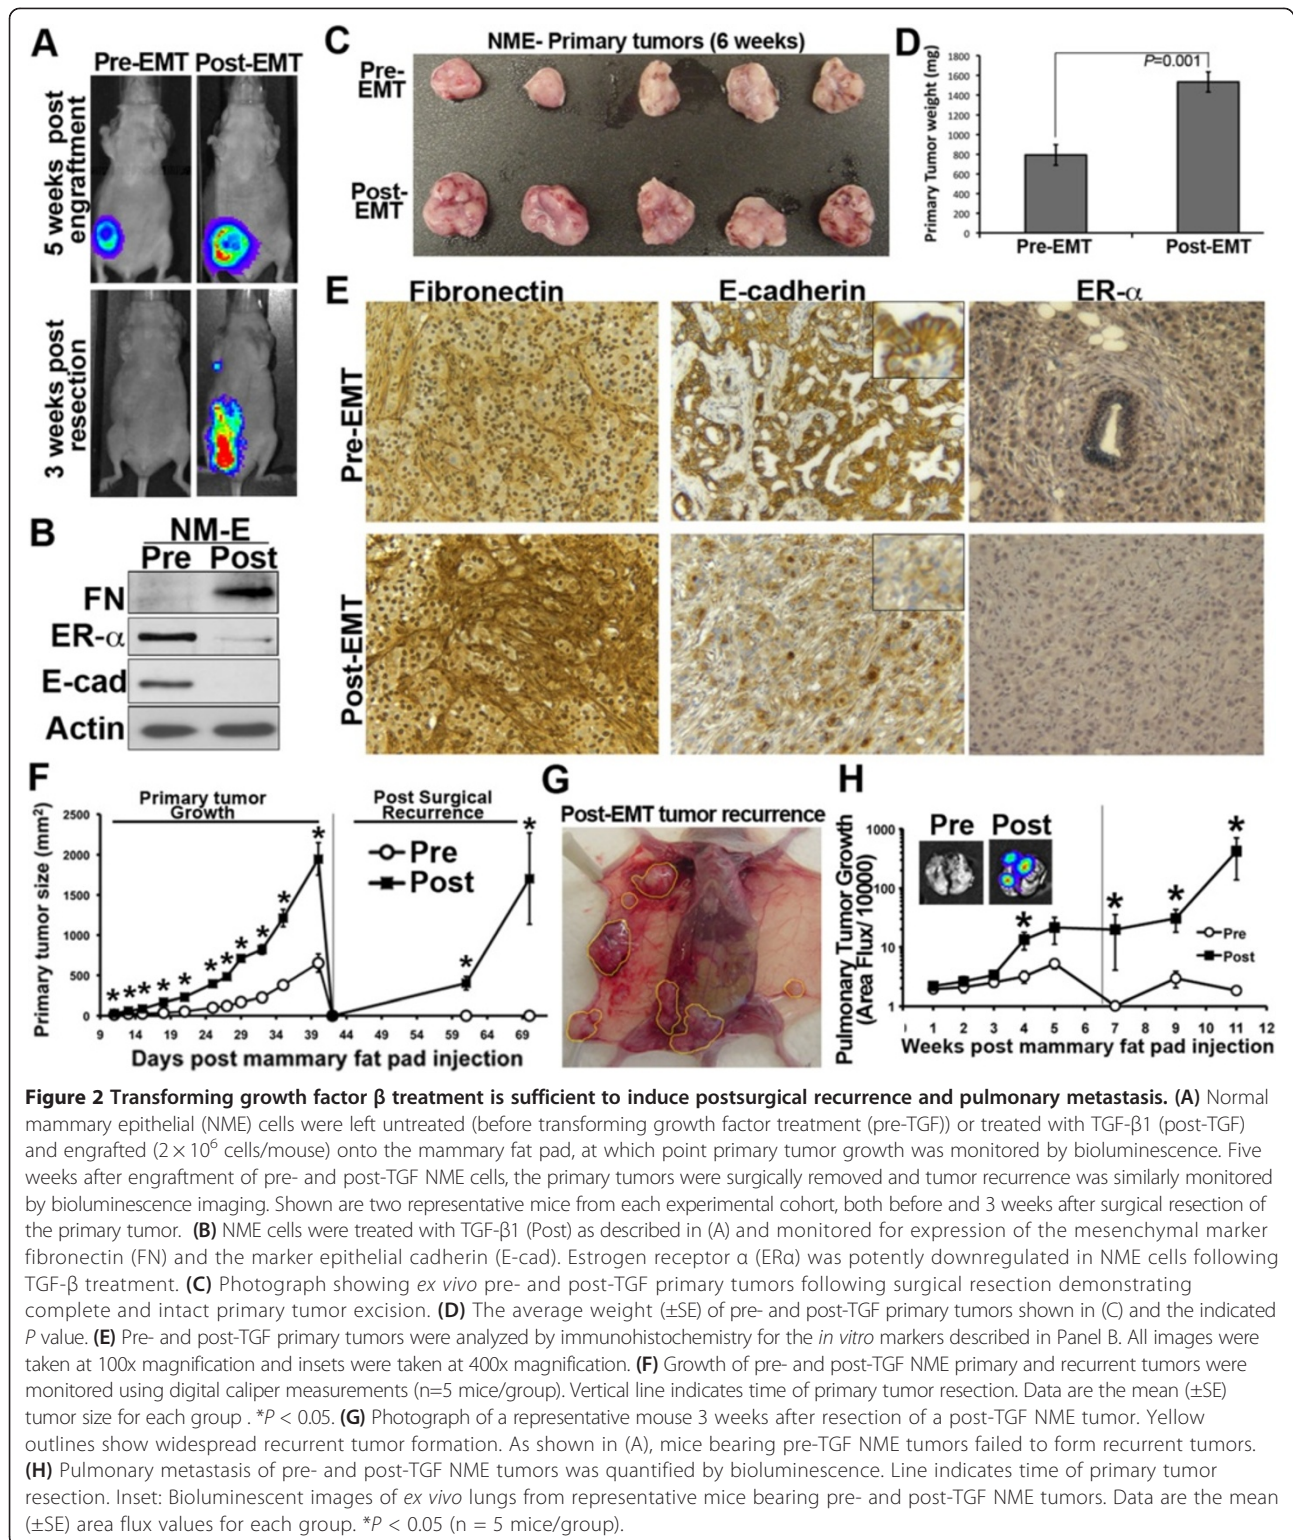 A
Pre-EMT Post-EMT
5 weeks post
engraftment
3 weeks post
resection
B
NM-E
Pre Post
FN
ER-α
E-cad
Actin
C
NME- Primary tumors (6 weeks)
Pre-
EMT
Post-
EMT
D
Primary Tumor weight (mg)
1800
1600
1400
1200
1000
800
600
400
200
0
P=0.001
Pre-EMT Post-EMT
E
Fibronectin E-cadherin ER-α
Pre-EMT
Post-EMT
F
Primary tumor
Growth
Post Surgical
Recurrence
Primary tumor size (mm²)
2500
2000
1500
1000
500
0
Pre
Post
* * * * * * * * * * * * *
9 14 19 24 29 34 39 44 49 54 59 64 69
Days post mammary fat pad injection
G
Post-EMT tumor recurrence
H
Pulmonary Tumor Growth
(Area Flux/ 10000)
1000
100
10
1
Pre Post
* * * *
Pre
Post
1 2 3 4 5 6 7 8 9 10 11 12
Weeks post mammary fat pad injection
Figure 2 Transforming growth factor β treatment is sufficient to induce postsurgical recurrence and pulmonary metastasis. (A) Normal
mammary epithelial (NME) cells were left untreated (before transforming growth factor treatment (pre-TGF)) or treated with TGF-β1 (post-TGF)
and engrafted (2 × 10⁶ cells/mouse) onto the mammary fat pad, at which point primary tumor growth was monitored by bioluminescence. Five
weeks after engraftment of pre- and post-TGF NME cells, the primary tumors were surgically removed and tumor recurrence was similarly monitored
by bioluminescence imaging. Shown are two representative mice from each experimental cohort, both before and 3 weeks after surgical resection of
the primary tumor. (B) NME cells were treated with TGF-β1 (Post) as described in (A) and monitored for expression of the mesenchymal marker
fibronectin (FN) and the marker epithelial cadherin (E-cad). Estrogen receptor α (ERα) was potently downregulated in NME cells following
TGF-β treatment. (C) Photograph showing ex vivo pre- and post-TGF primary tumors following surgical resection demonstrating
complete and intact primary tumor excision. (D) The average weight (±SE) of pre- and post-TGF primary tumors shown in (C) and the indicated
P value. (E) Pre- and post-TGF primary tumors were analyzed by immunohistochemistry for the in vitro markers described in Panel B. All images were
taken at 100x magnification and insets were taken at 400x magnification. (F) Growth of pre- and post-TGF NME primary and recurrent tumors were
monitored using digital caliper measurements (n=5 mice/group). Vertical line indicates time of primary tumor resection. Data are the mean (±SE)
tumor size for each group . *P < 0.05. (G) Photograph of a representative mouse 3 weeks after resection of a post-TGF NME tumor. Yellow
outlines show widespread recurrent tumor formation. As shown in (A), mice bearing pre-TGF NME tumors failed to form recurrent tumors.
(H) Pulmonary metastasis of pre- and post-TGF NME tumors was quantified by bioluminescence. Line indicates time of primary tumor
resection. Inset: Bioluminescent images of ex vivo lungs from representative mice bearing pre- and post-TGF NME tumors. Data are the mean
(±SE) area flux values for each group. *P < 0.05 (n = 5 mice/group).